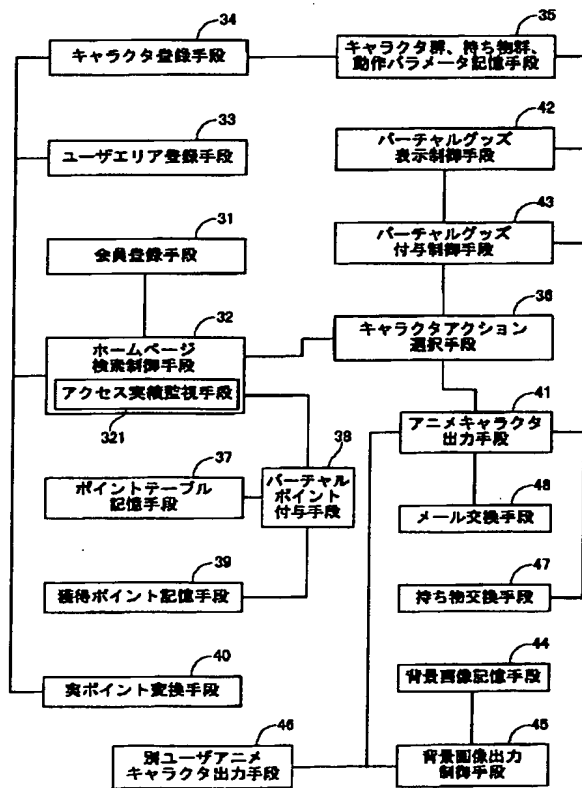 34
キャラクタ登録手段
35
キャラクタ群、持ち物群、
動作パラメータ記憶手段
33
ユーザエリア登録手段
42
バーチャルグッズ
表示制御手段
31
会員登録手段
43
バーチャルグッズ
付与制御手段
32
ホームページ
検索制御手段
アクセス実績監視手段
321
36
キャラクタアクション
選択手段
41
アニメキャラクタ
出力手段
37
ポイントテーブル
記憶手段
38
バーチャル
ポイント
付与手段
48
メール交換手段
39
獲得ポイント記憶手段
47
持ち物交換手段
40
実ポイント変換手段
44
背景画像記憶手段
46
別ユーザアニメ
キャラクタ出力手段
45
背景画像出力
制御手段